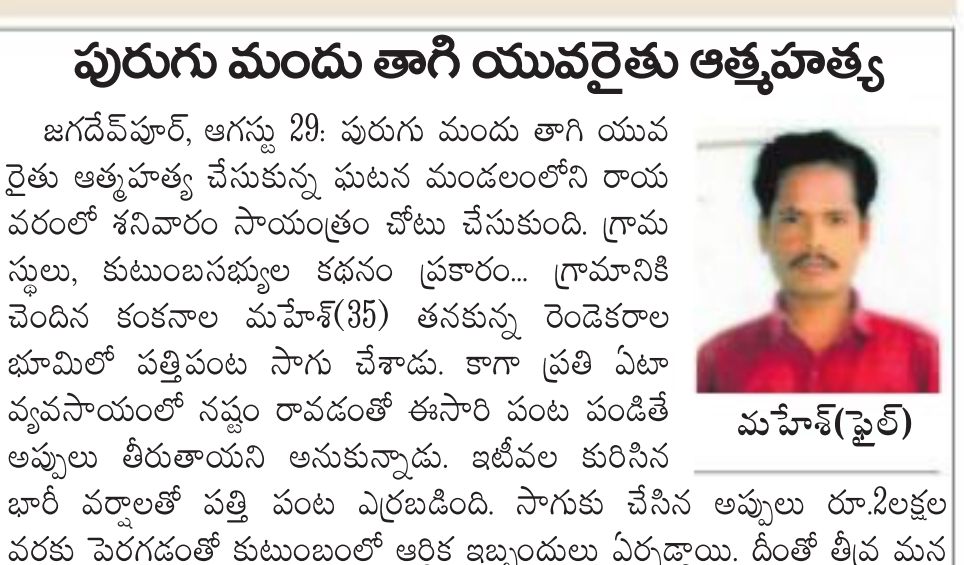 పురుగు మందు తాగి యువరైతు ఆత్మహత్య
జగదేవ్‌పూర్, ఆగస్టు 29: పురుగు మందు తాగి యువ
రైతు ఆత్మహత్య చేసుకున్న ఘటన మండలంలోని రాయ
వరంలో శనివారం సాయంత్రం చోటు చేసుకుంది. గ్రామ
స్థులు, కుటుంబసభ్యుల కథనం ప్రకారం... గ్రామానికి
చెందిన కంకనాల మహేశ్(35) తనకున్న రెండెకరాల
భూమిలో పత్తిపంట సాగు చేశాడు. కాగా ప్రతి ఏటా
వ్యవసాయంలో నష్టం రావడంతో ఈసారి పంట పండితే
అప్పులు తీరుతాయని అనుకున్నాడు. ఇటీవల కురిసిన
మహేశ్(ఫైల్)
భారీ వర్షాలతో పత్తి పంట ఎర్రబడింది. సాగుకు చేసిన అప్పులు రూ.2లక్షల
వరకు పెరగడంతో కుటుంబంలో ఆర్థిక ఇబ్బందులు ఏర్పడ్డాయి. దీంతో తీవ్ర మన